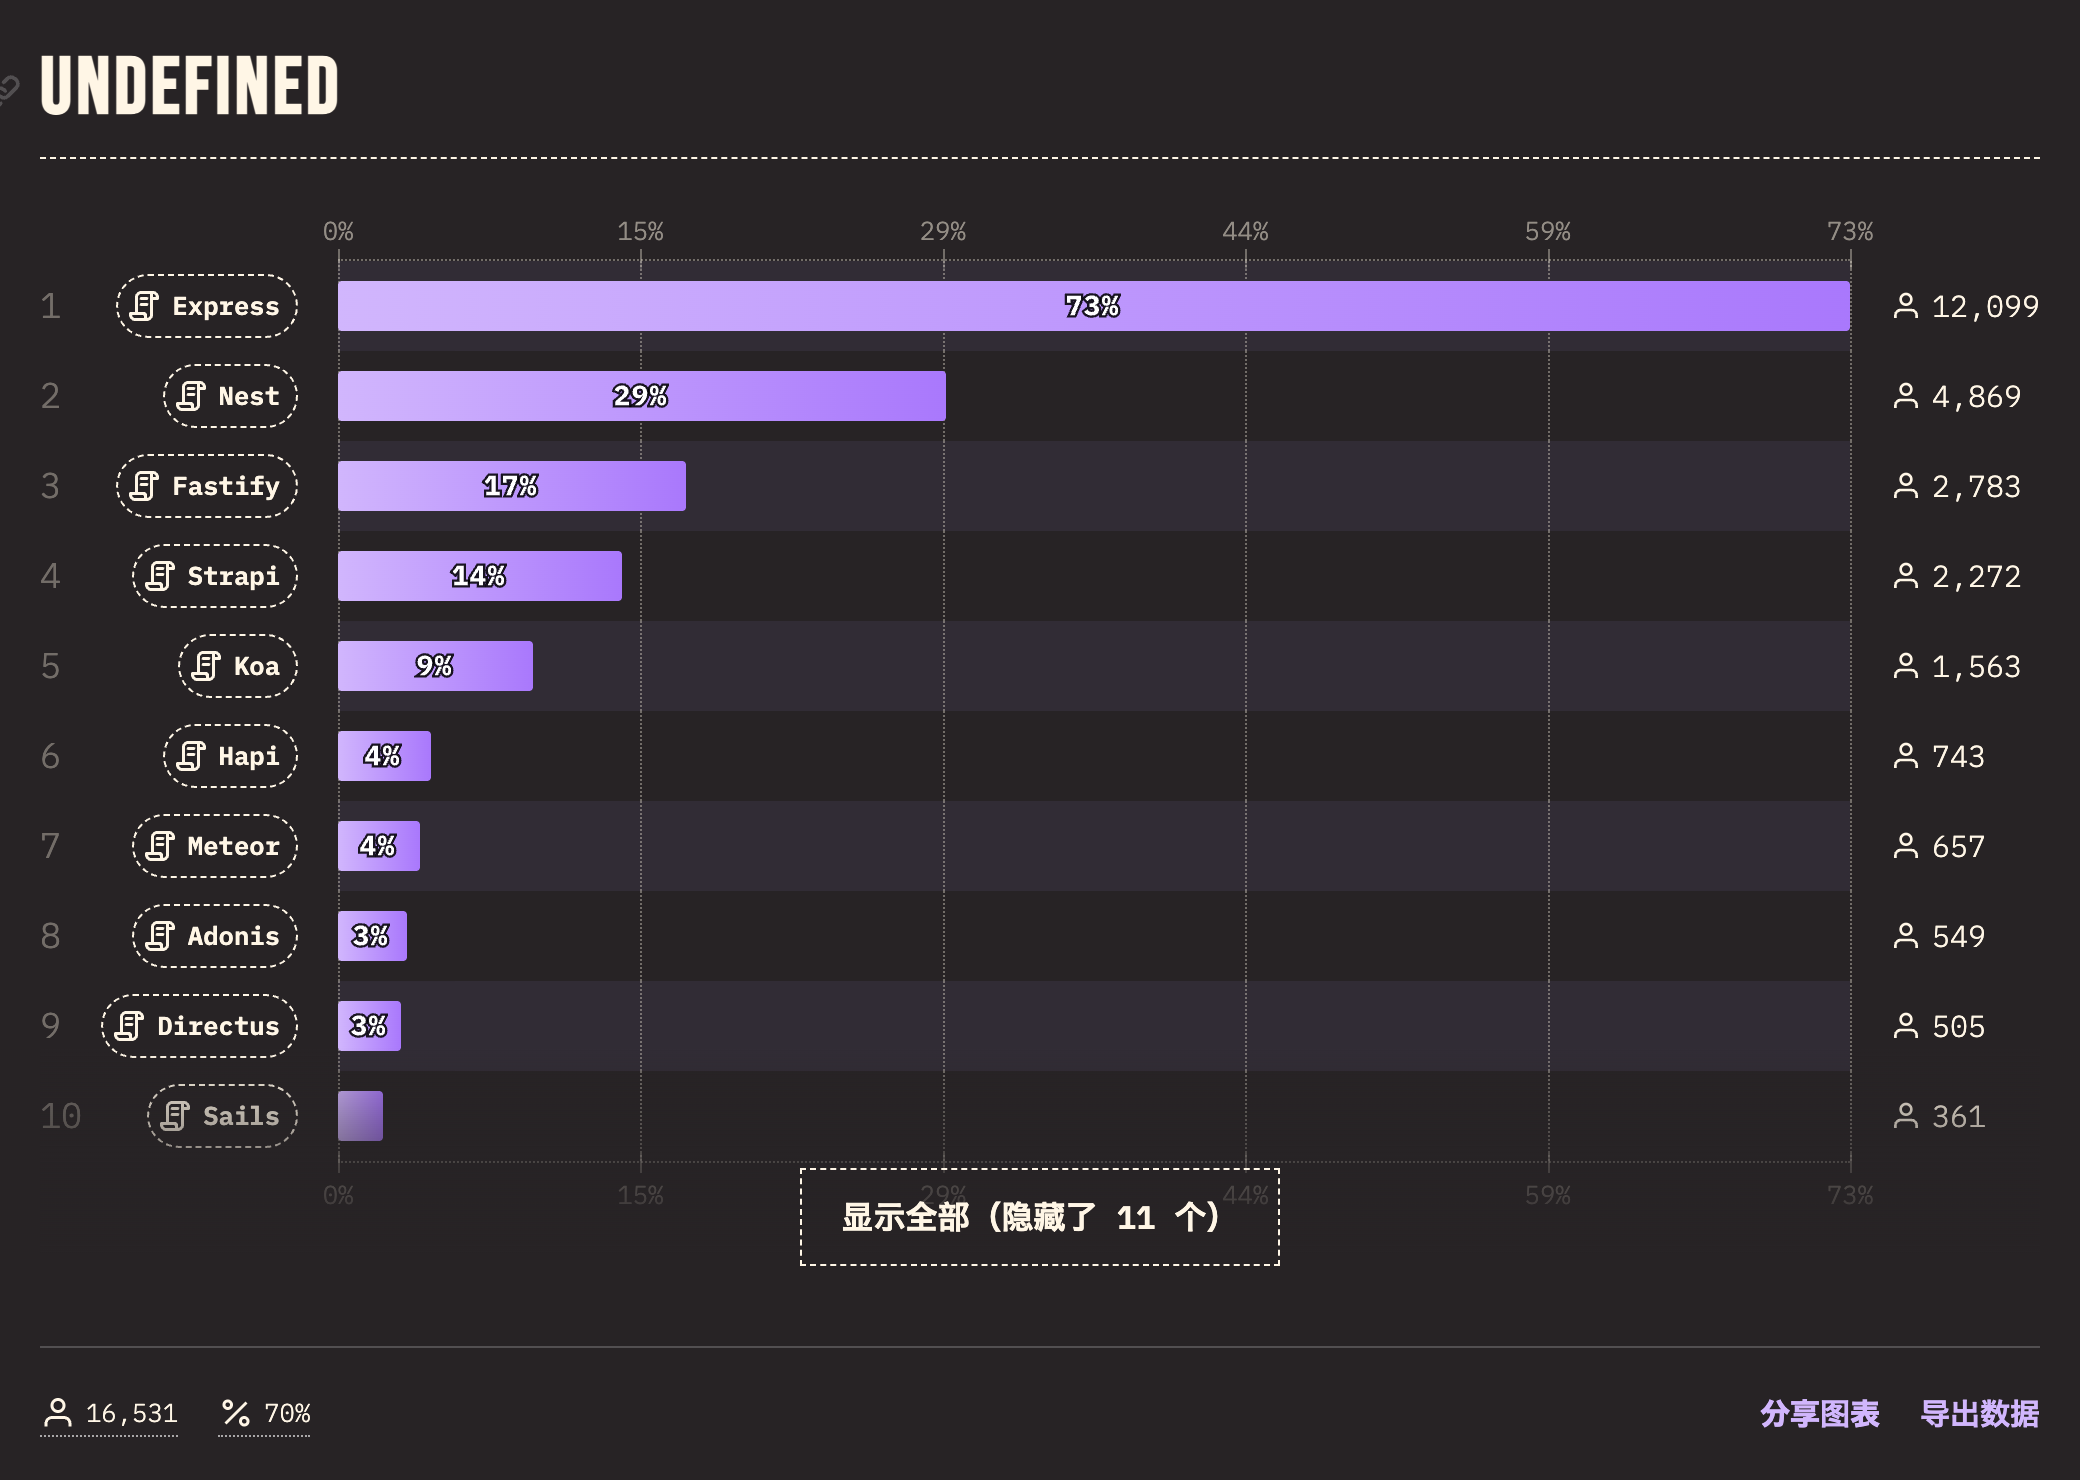 UNDEFINED
0% 15% 29% 44% 59% 73%
1 Express 73% 12,099
2 Nest 29% 4,869
3 Fastify 17% 2,783
4 Strapi 14% 2,272
5 Koa 9% 1,563
6 Hapi 4% 743
7 Meteor 4% 657
8 Adonis 3% 549
9 Directus 3% 505
10 Sails 361
0% 15% 29% 44% 59% 73%
显示全部（隐藏了 11 个）
16,531 % 70% 分享图表 导出数据